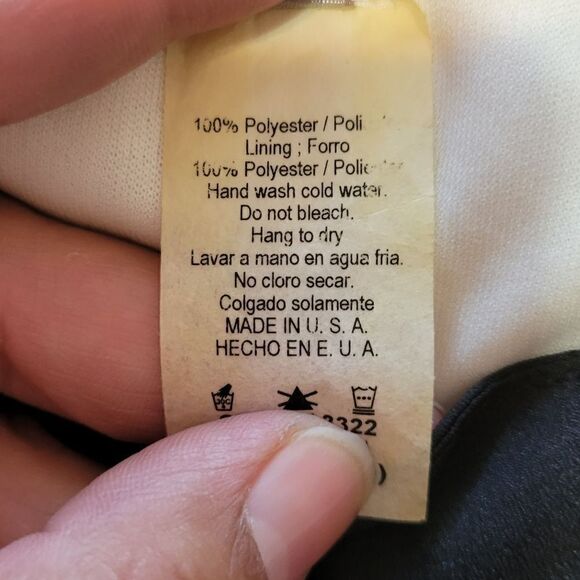 100% Polyester / Poli
Lining ; Forro
100% Polyester /
Hand wash cold water.
Do not bleach.
Hang to dry
Lavar a mano en agua fria.
No cloro secar.
Colgado solamente
MADE IN U. S. A.
HECHO EN E. U. A.
3322
)